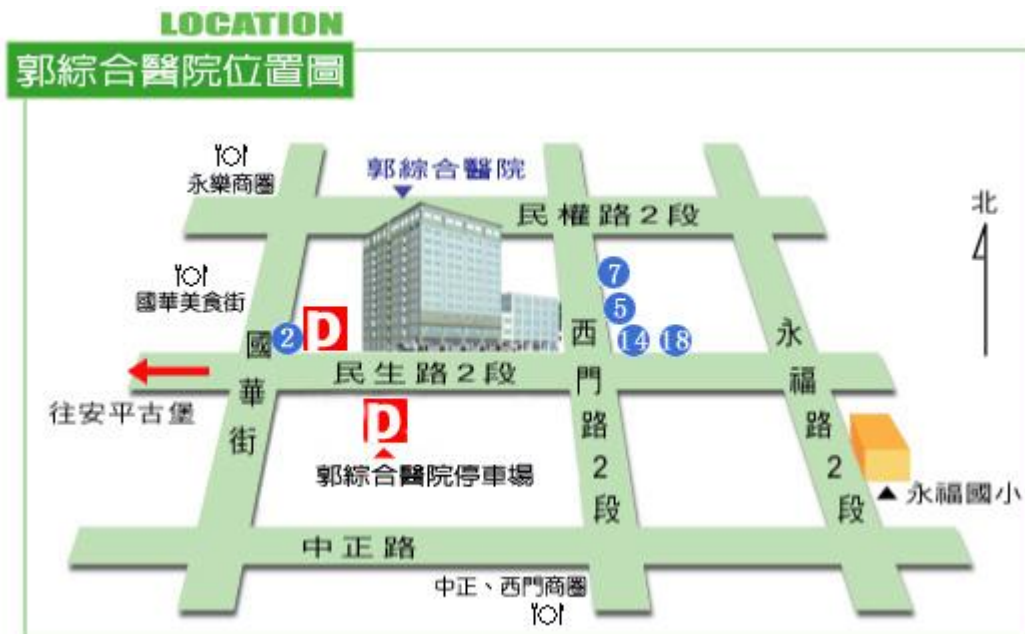 LOCATION
郭綜合醫院位置圖
永樂商圈
郭綜合醫院
民權路2段
北
國華美食街
7
5
2
P
14
18
西門路2段
永福路2段
國華街
民生路2段
往安平古堡
P
郭綜合醫院停車場
永福國小
中正路
中正、西門商圈